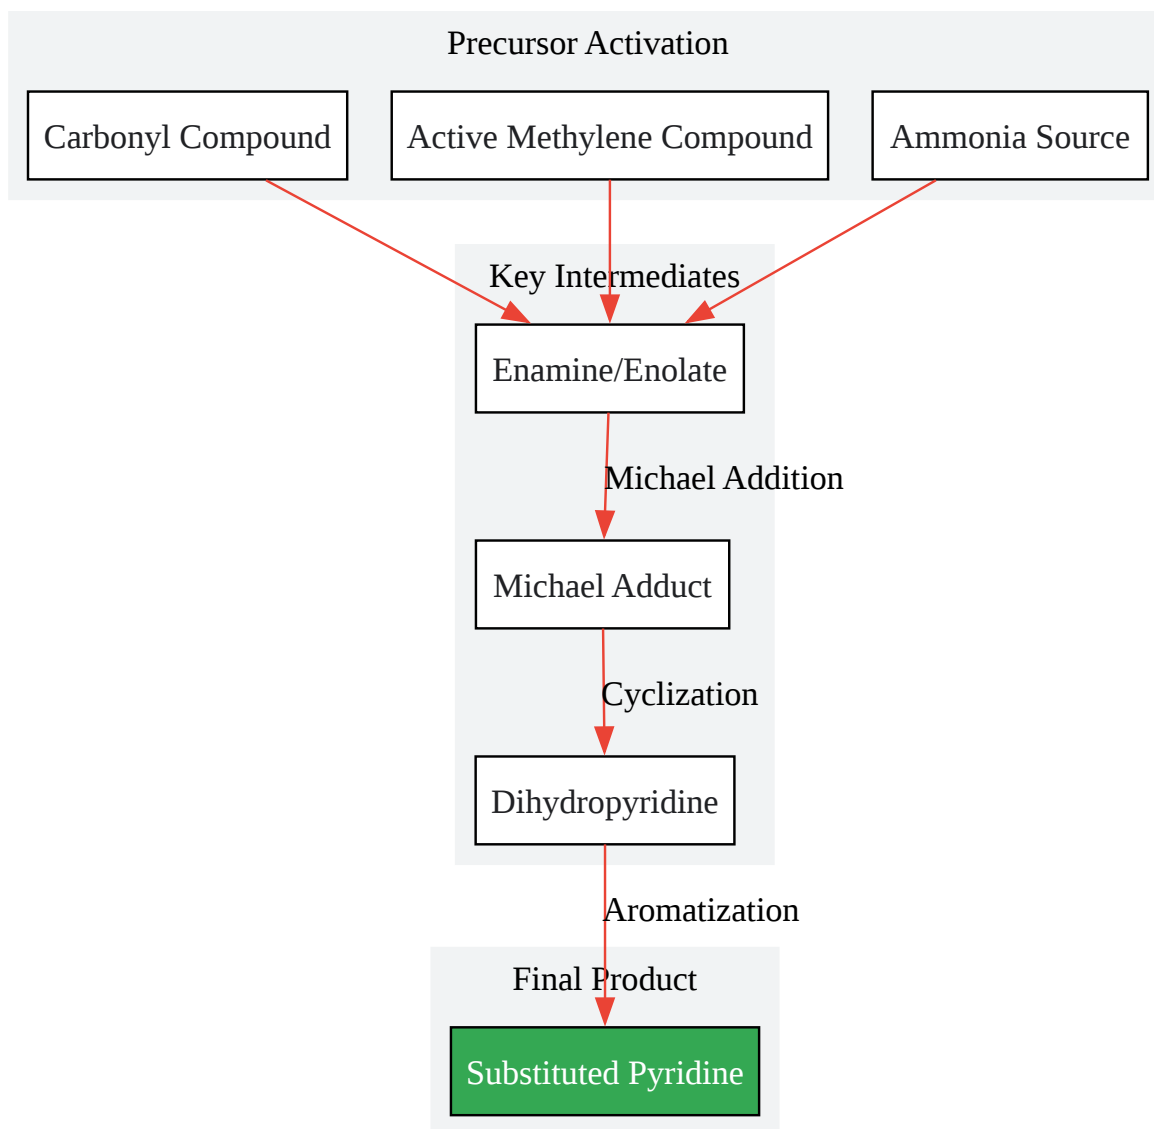 Precursor Activation
Carbonyl Compound
Active Methylene Compound
Ammonia Source
Key Intermediates
Enamine/Enolate
Michael Addition
Michael Adduct
Cyclization
Dihydropyridine
Aromatization
Final Product
Substituted Pyridine